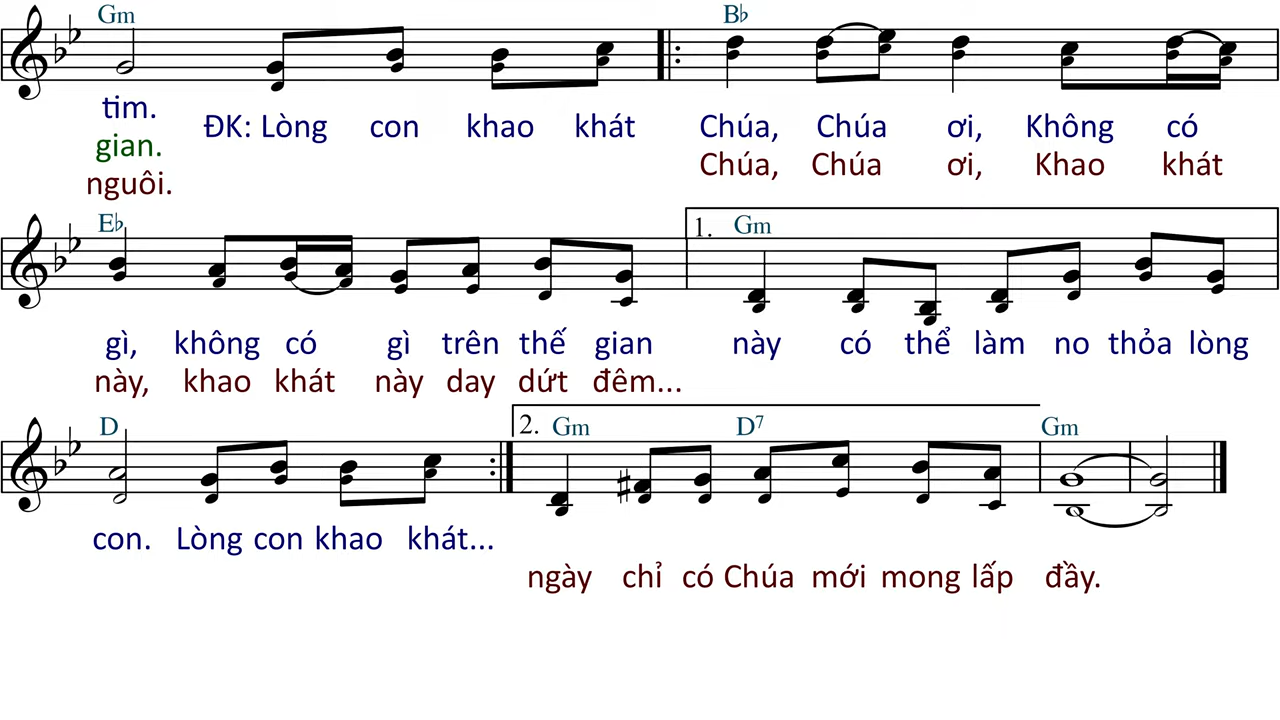 Gm B♭
tim. ĐK: Lòng con khao khát Chúa, Chúa ơi, Không có
gian. Chúa, Chúa ơi, Khao khát
nguôi.
E♭ 1. Gm
gì, không có gì trên thế gian này có thể làm no thỏa lòng
này, khao khát này day dứt đêm...
D 2. Gm D7 Gm
con. Lòng con khao khát...
ngày chỉ có Chúa mới mong lấp đầy.